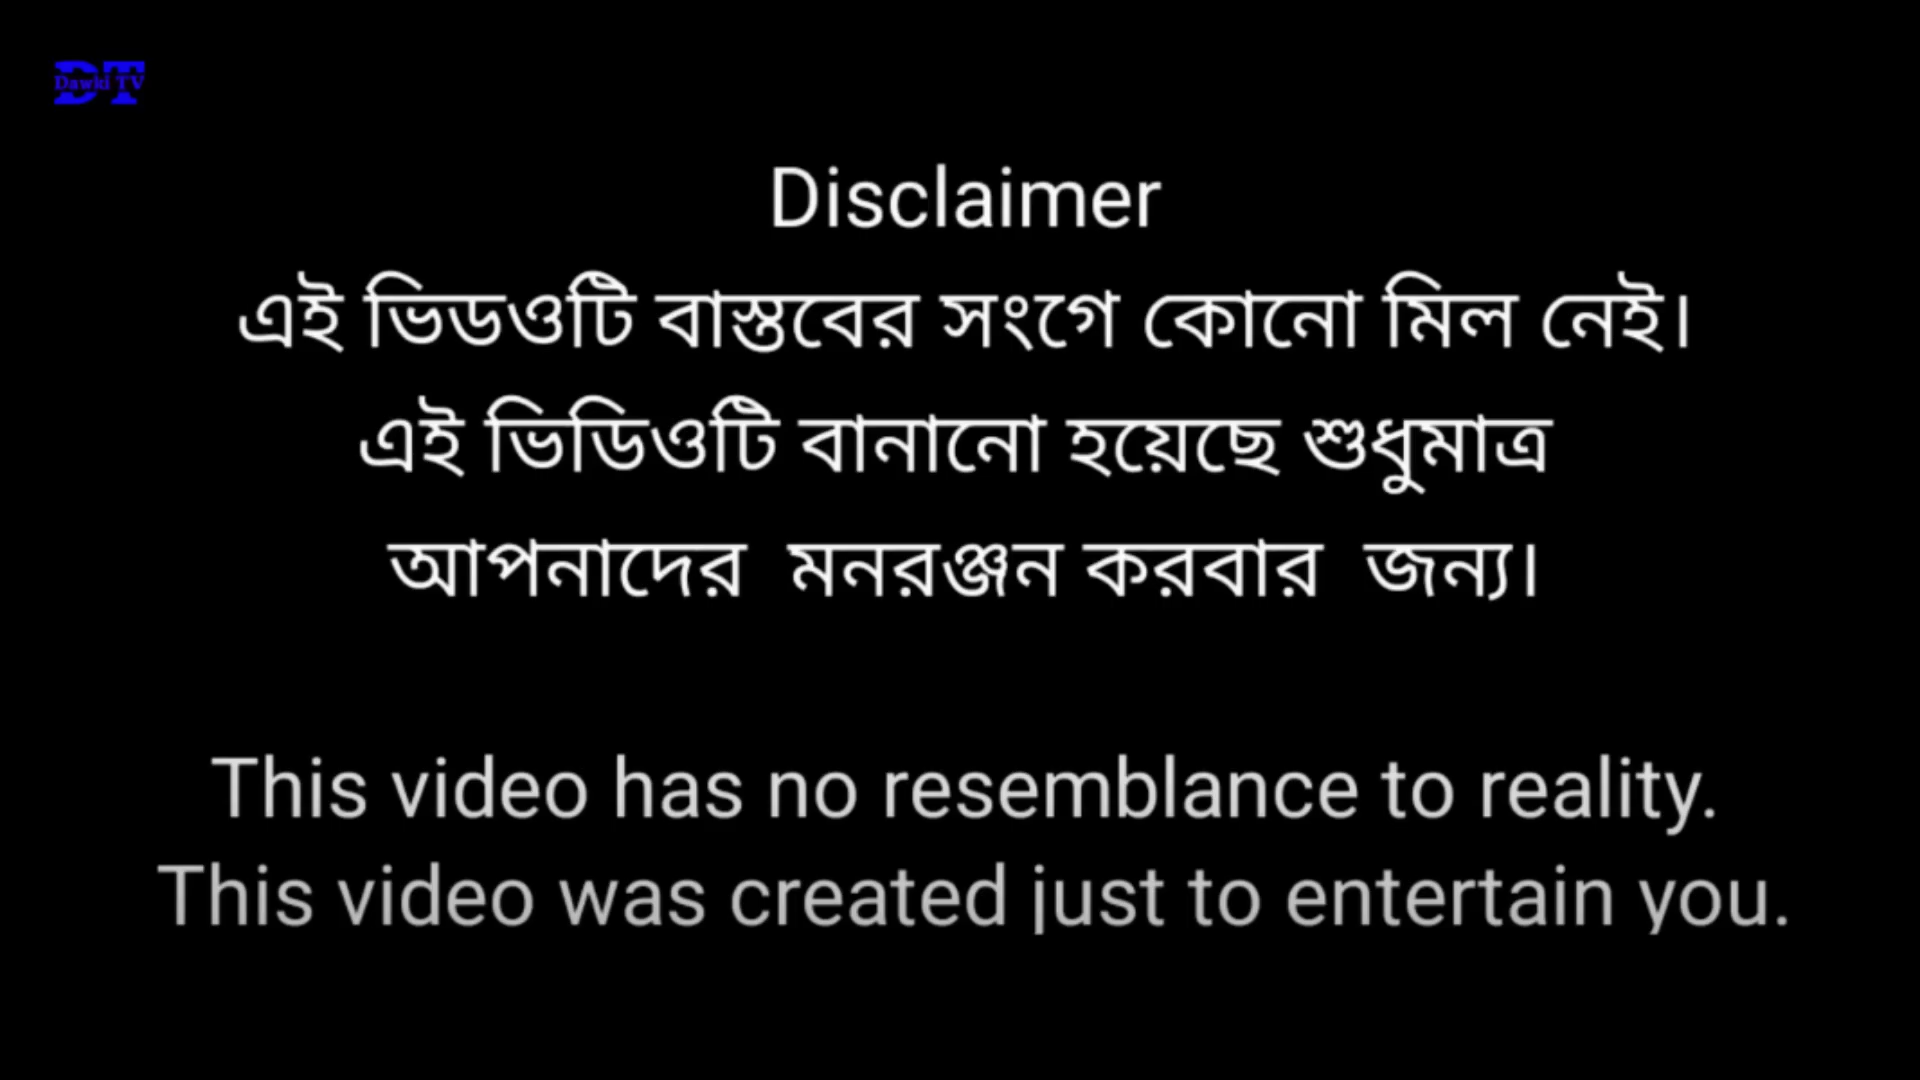 DT
Dawki TV
Disclaimer
এই ভিডওটি বাস্তবের সংগে কোনো মিল নেই।
এই ভিডিওটি বানানো হয়েছে শুধুমাত্র
আপনাদের  মনরঞ্জন করবার  জন্য।
This video has no resemblance to reality.
This video was created just to entertain you.